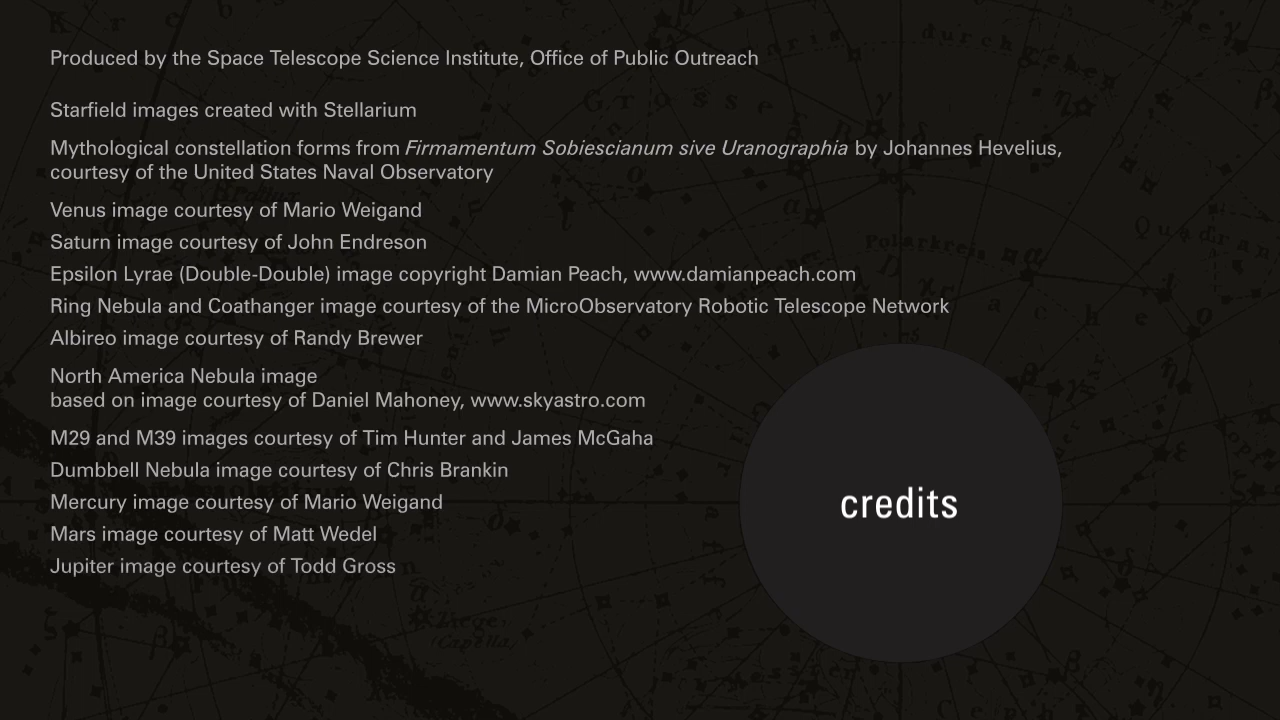 Produced by the Space Telescope Science Institute, Office of Public Outreach
Starfield images created with Stellarium
Mythological constellation forms from Firmamentum Sobiescianum sive Uranographia by Johannes Hevelius,
courtesy of the United States Naval Observatory
Venus image courtesy of Mario Weigand
Saturn image courtesy of John Endreson
Epsilon Lyrae (Double-Double) image copyright Damian Peach, www.damianpeach.com
Ring Nebula and Coathanger image courtesy of the MicroObservatory Robotic Telescope Network
Albireo image courtesy of Randy Brewer
North America Nebula image
based on image courtesy of Daniel Mahoney, www.skyastro.com
M29 and M39 images courtesy of Tim Hunter and James McGaha
Dumbbell Nebula image courtesy of Chris Brankin
Mercury image courtesy of Mario Weigand
Mars image courtesy of Matt Wedel
Jupiter image courtesy of Todd Gross
credits
durch
Grosse
Polarkreis
Ziege
(Capella)